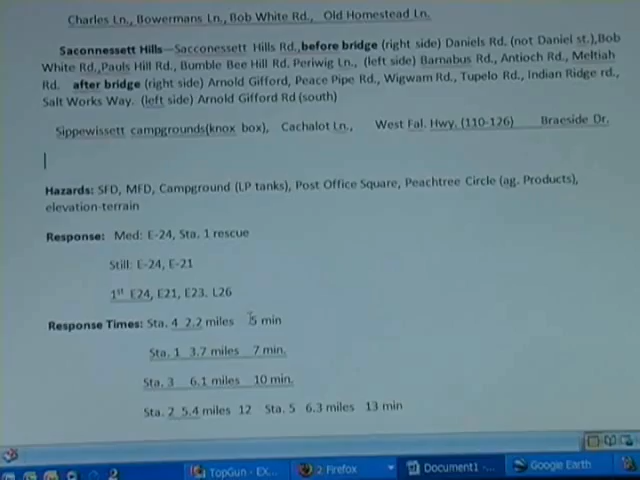 Charles Ln., Bowermans Ln., Bob White Rd., Old Homestead Ln.
Saconnessett Hills—Sacconessett Hills Rd.,before bridge (right side) Daniels Rd. (not Daniel st.),Bob
White Rd.,Pauls Hill Rd., Bumble Bee Hill Rd. Periwig Ln., (left side) Barnabus Rd., Antioch Rd., Meltiah
Rd. after bridge (right side) Arnold Gifford, Peace Pipe Rd., Wigwam Rd., Tupelo Rd., Indian Ridge rd.,
Salt Works Way. (left side) Arnold Gifford Rd (south)
Sippewissett campgrounds(knox box), Cachalot Ln., West Fal. Hwy. (110-126) Braeside Dr.
Hazards: SFD, MFD, Campground (LP tanks), Post Office Square, Peachtree Circle (ag. Products),
elevation-terrain
Response: Med: E-24, Sta. 1 rescue
Still: E-24, E-21
1st E24, E21, E23. L26
Response Times: Sta. 4 2.2 miles 5 min
Sta. 1 3.7 miles 7 min.
Sta. 3 6.1 miles 10 min.
Sta. 2 5.4 miles 12 Sta. 5 6.3 miles 13 min
2 TopGun - EX... 2 Firefox Document1 -... Google Earth